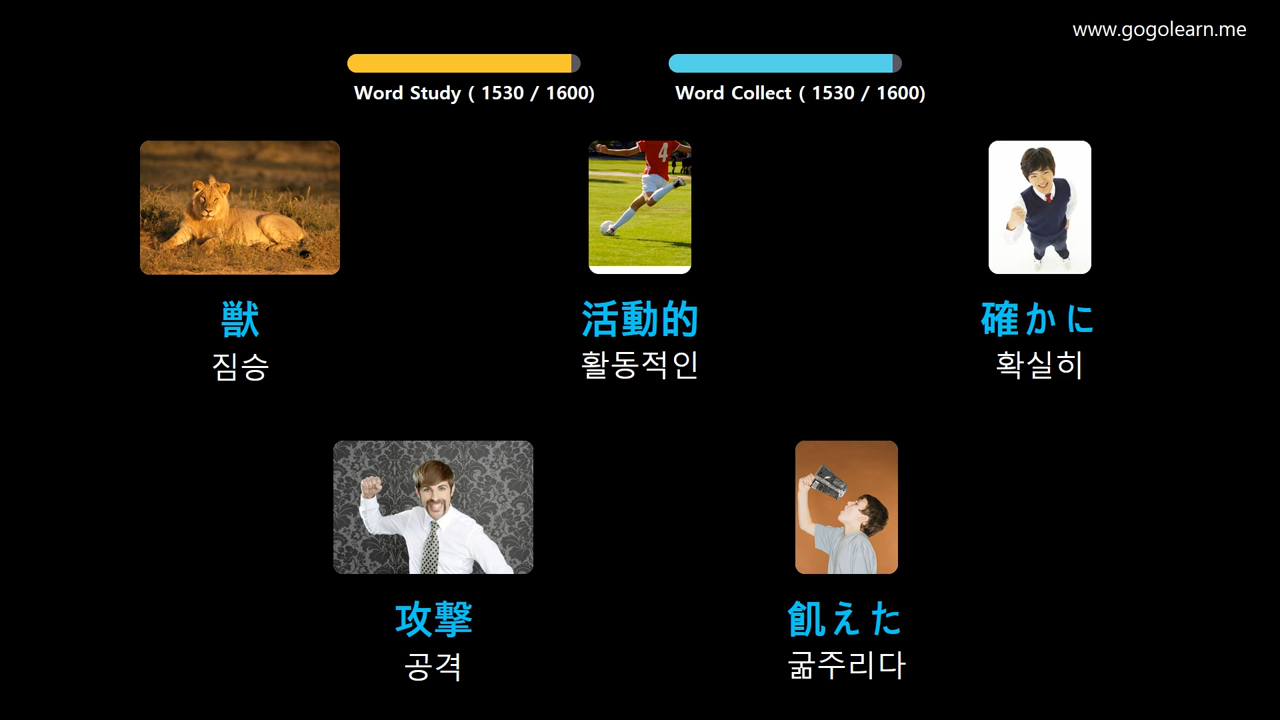 www.gogolearn.me
Word Study ( 1530 / 1600)
Word Collect ( 1530 / 1600)
獣
짐승
活動的
활동적인
確かに
확실히
攻撃
공격
飢えた
굶주리다
4